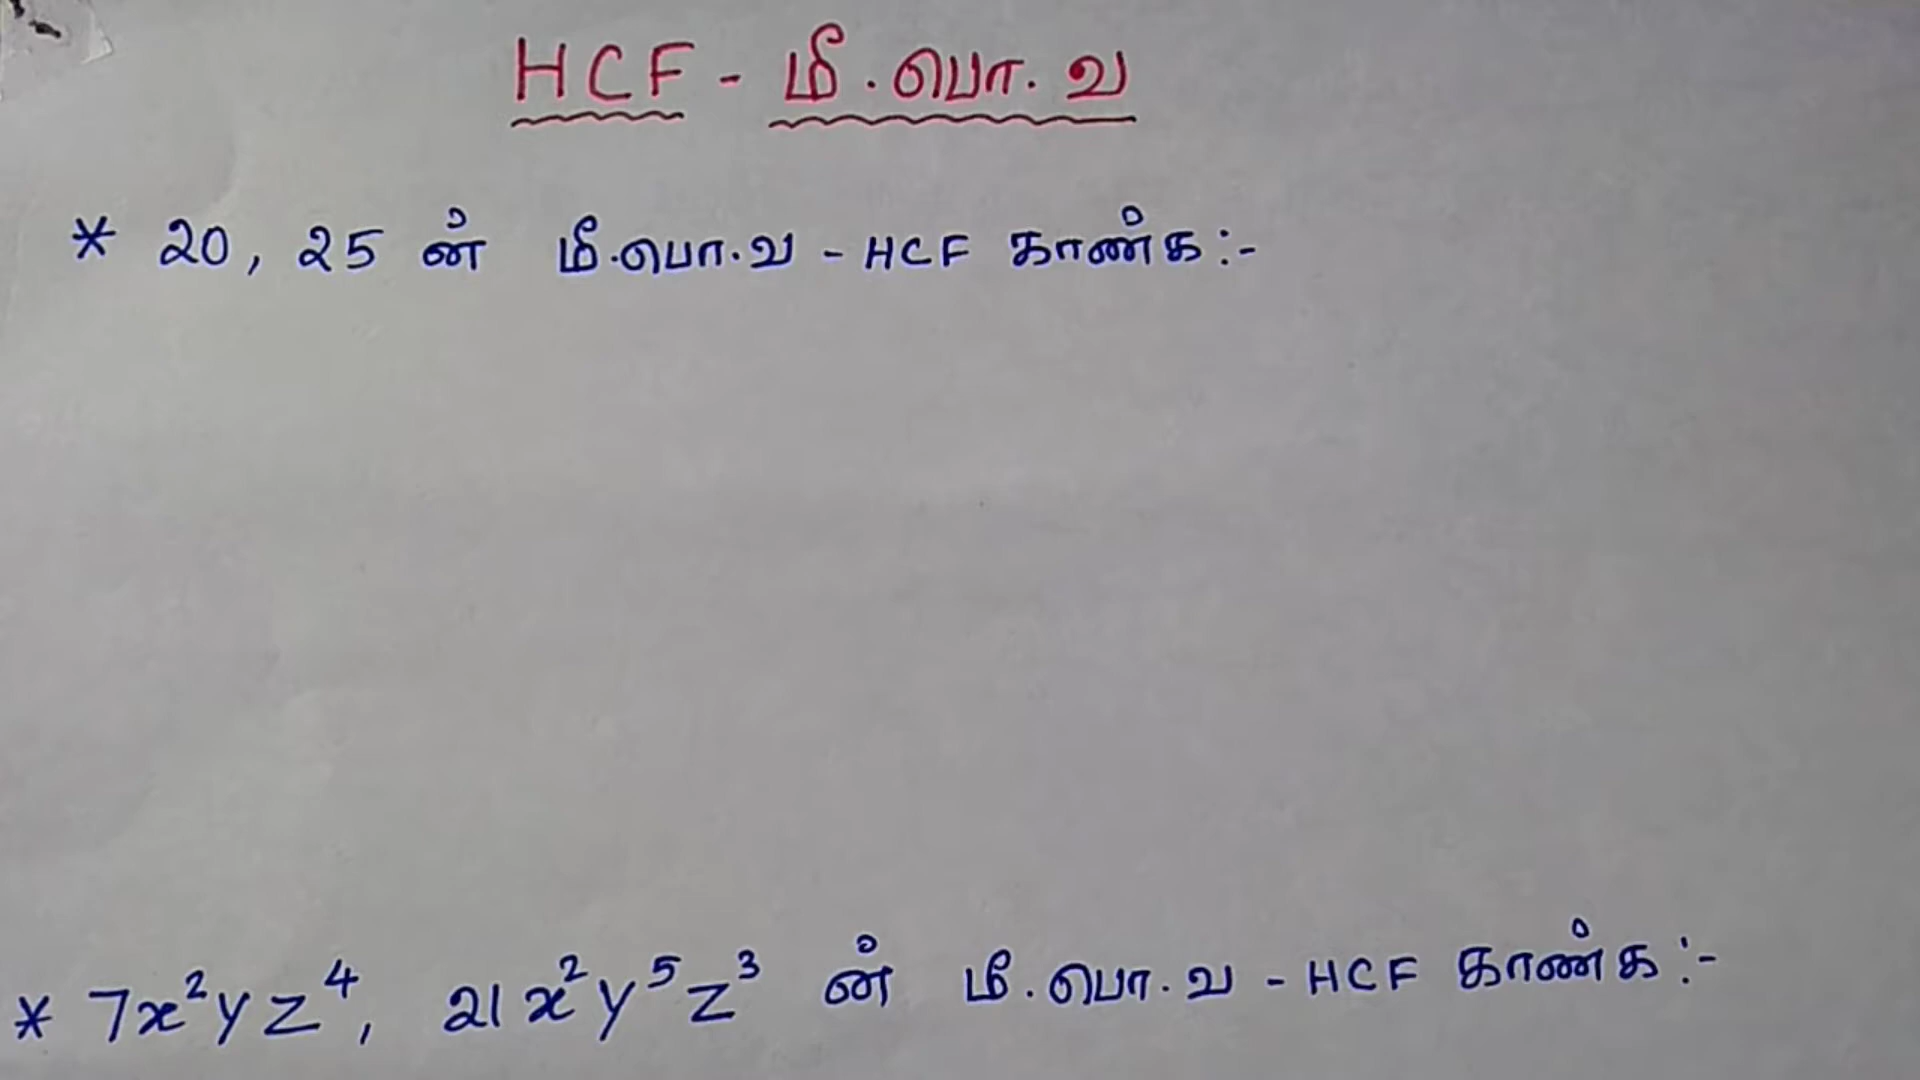 HCF - மீ.பொ.வ
* 20, 25 ன் மீ.பொ.வ - HCF காண்க:-
* 7x²yz⁴, 21x²y⁵z³ ன் மீ.பொ.வ - HCF காண்க:-